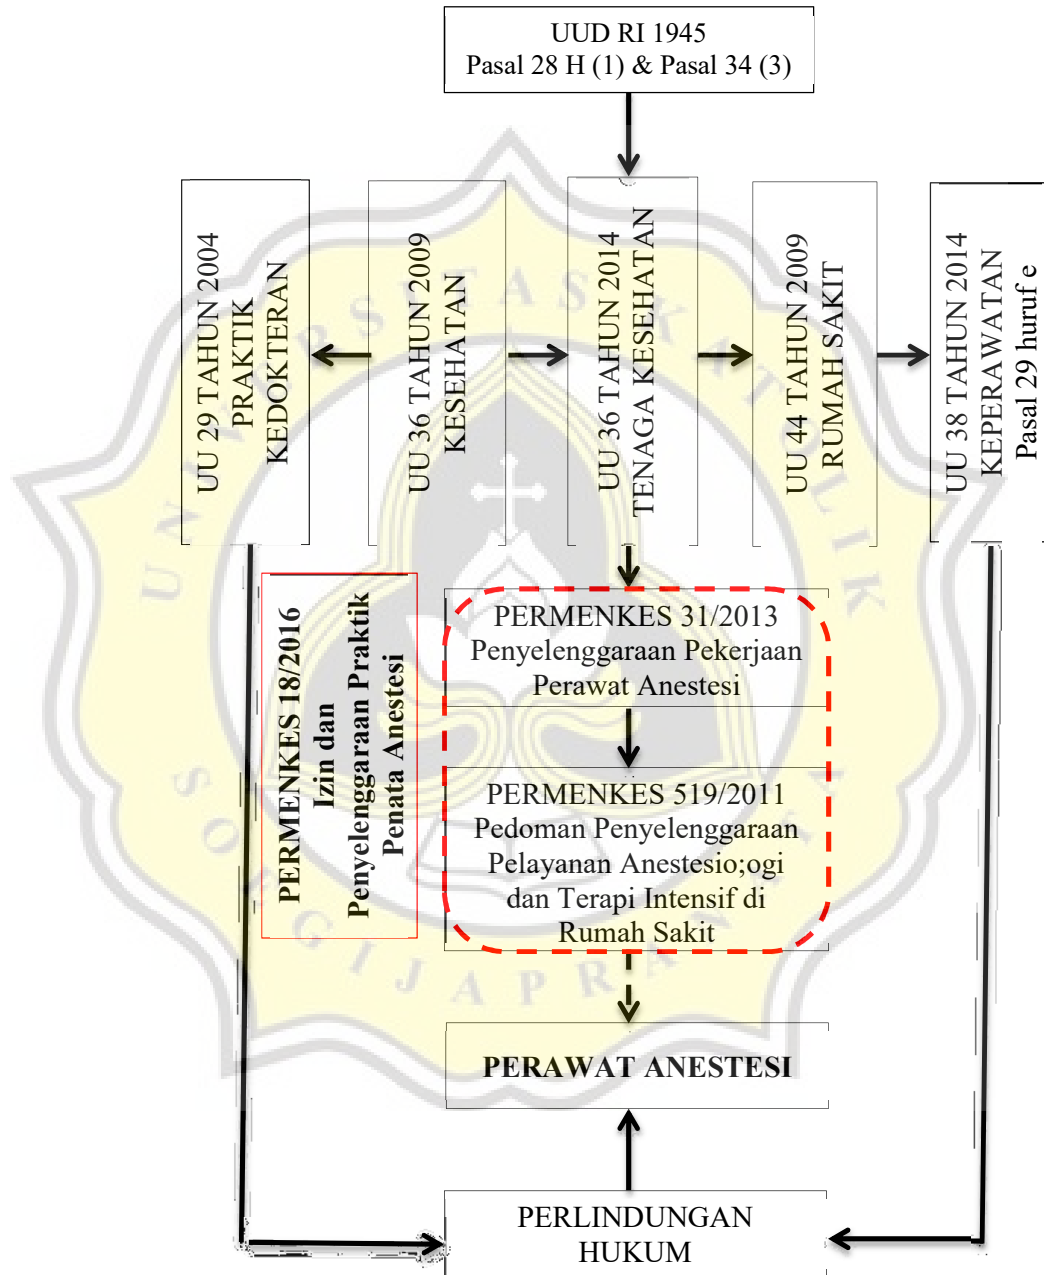 UUD RI 1945
Pasal 28 H (1) & Pasal 34 (3)
UU 29 TAHUN 2004
PRAKTIK
KEDOKTERAN
UU 36 TAHUN 2009
KESEHATAN
UU 36 TAHUN 2014
TENAGA KESEHATAN
UU 44 TAHUN 2009
RUMAH SAKIT
UU 38 TAHUN 2014
KEPERAWATAN
Pasal 29 huruf e
PERMENKES 18/2016
Izin dan
Penyelenggaraan Praktik
Penata Anestesi
PERMENKES 31/2013
Penyelenggaraan Pekerjaan
Perawat Anestesi
PERMENKES 519/2011
Pedoman Penyelenggaraan
Pelayanan Anestesio;ogi
dan Terapi Intensif di
Rumah Sakit
PERAWAT ANESTESI
PERLINDUNGAN
HUKUM
UNIVERSITAS KATOLIK
SOEGIJAPRANATA